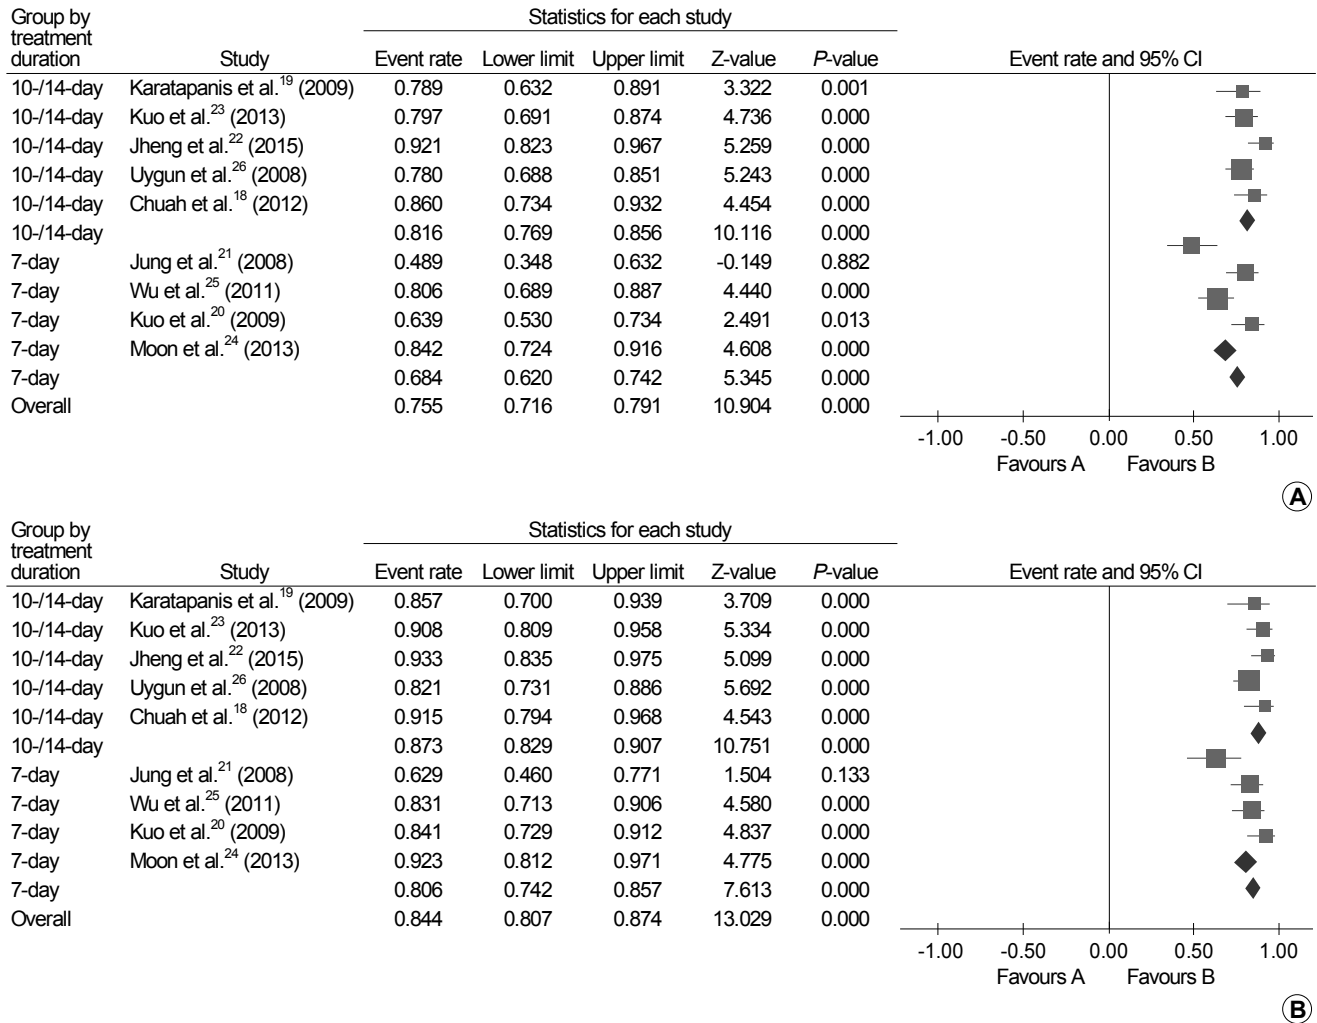 Group by treatment duration Statistics for each study
Study Event rate Lower limit Upper limit Z-value P-value Event rate and 95% CI
10-/14-day Karatapanis et al.19 (2009) 0.789 0.632 0.891 3.322 0.001
10-/14-day Kuo et al.23 (2013) 0.797 0.691 0.874 4.736 0.000
10-/14-day Jheng et al.22 (2015) 0.921 0.823 0.967 5.259 0.000
10-/14-day Uygun et al.26 (2008) 0.780 0.688 0.851 5.243 0.000
10-/14-day Chuah et al.18 (2012) 0.860 0.734 0.932 4.454 0.000
10-/14-day 0.816 0.769 0.856 10.116 0.000
7-day Jung et al.21 (2008) 0.489 0.348 0.632 -0.149 0.882
7-day Wu et al.25 (2011) 0.806 0.689 0.887 4.440 0.000
7-day Kuo et al.20 (2009) 0.639 0.530 0.734 2.491 0.013
7-day Moon et al.24 (2013) 0.842 0.724 0.916 4.608 0.000
7-day 0.684 0.620 0.742 5.345 0.000
Overall 0.755 0.716 0.791 10.904 0.000
-1.00 -0.50 0.00 0.50 1.00
Favours A Favours B
A
Group by treatment duration Statistics for each study
Study Event rate Lower limit Upper limit Z-value P-value Event rate and 95% CI
10-/14-day Karatapanis et al.19 (2009) 0.857 0.700 0.939 3.709 0.000
10-/14-day Kuo et al.23 (2013) 0.908 0.809 0.958 5.334 0.000
10-/14-day Jheng et al.22 (2015) 0.933 0.835 0.975 5.099 0.000
10-/14-day Uygun et al.26 (2008) 0.821 0.731 0.886 5.692 0.000
10-/14-day Chuah et al.18 (2012) 0.915 0.794 0.968 4.543 0.000
10-/14-day 0.873 0.829 0.907 10.751 0.000
7-day Jung et al.21 (2008) 0.629 0.460 0.771 1.504 0.133
7-day Wu et al.25 (2011) 0.831 0.713 0.906 4.580 0.000
7-day Kuo et al.20 (2009) 0.841 0.729 0.912 4.837 0.000
7-day Moon et al.24 (2013) 0.923 0.812 0.971 4.775 0.000
7-day 0.806 0.742 0.857 7.613 0.000
Overall 0.844 0.807 0.874 13.029 0.000
-1.00 -0.50 0.00 0.50 1.00
Favours A Favours B
B